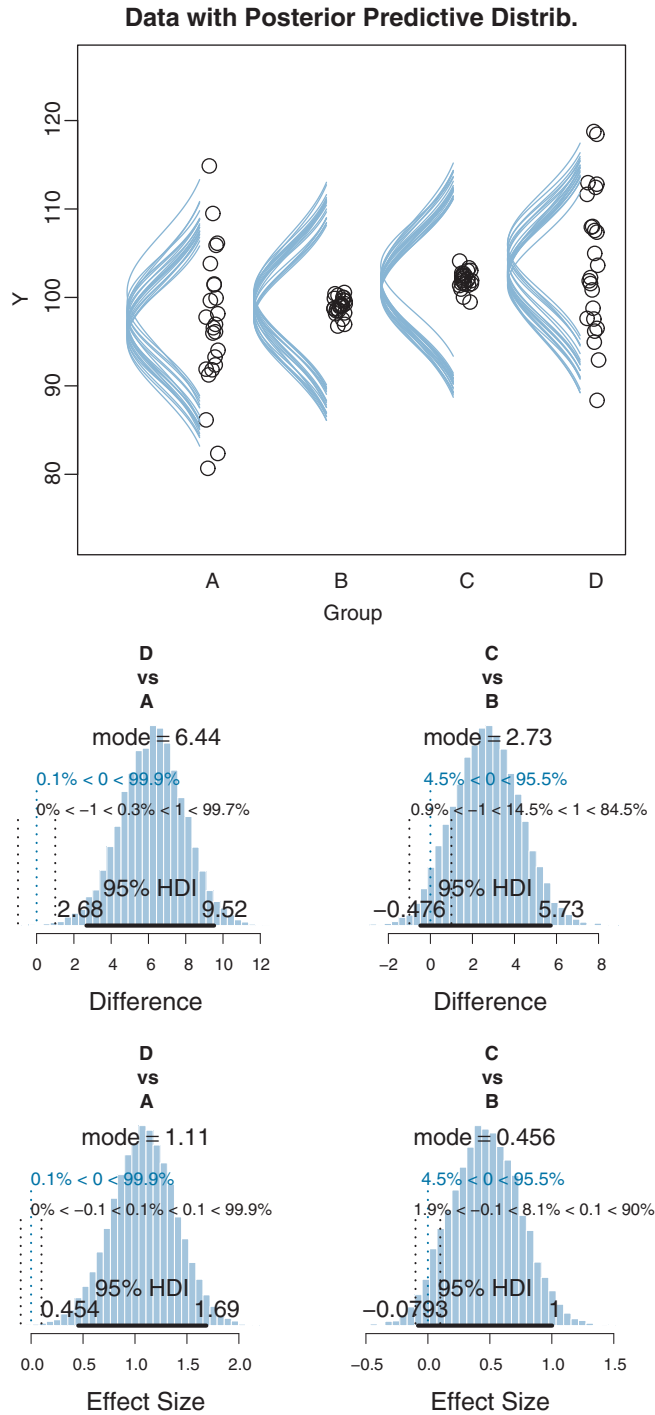 Data with Posterior Predictive Distrib.
120
110
100
90
80
Y
A B C D
Group
D
vs
A
mode = 6.44
0.1% < 0 < 99.9%
0% < −1 < 0.3% < 1 < 99.7%
95% HDI
2.68 9.52
0 2 4 6 8 10 12
Difference
C
vs
B
mode = 2.73
4.5% < 0 < 95.5%
0.9% < −1 < 14.5% < 1 < 84.5%
95% HDI
−0.476 5.73
−2 0 2 4 6 8
Difference
D
vs
A
mode = 1.11
0.1% < 0 < 99.9%
0% < −0.1 < 0.1% < 0.1 < 99.9%
95% HDI
0.454 1.69
0.0 0.5 1.0 1.5 2.0
Effect Size
C
vs
B
mode = 0.456
4.5% < 0 < 95.5%
1.9% < −0.1 < 8.1% < 0.1 < 90%
95% HDI
−0.0793 1
−0.5 0.0 0.5 1.0 1.5
Effect Size